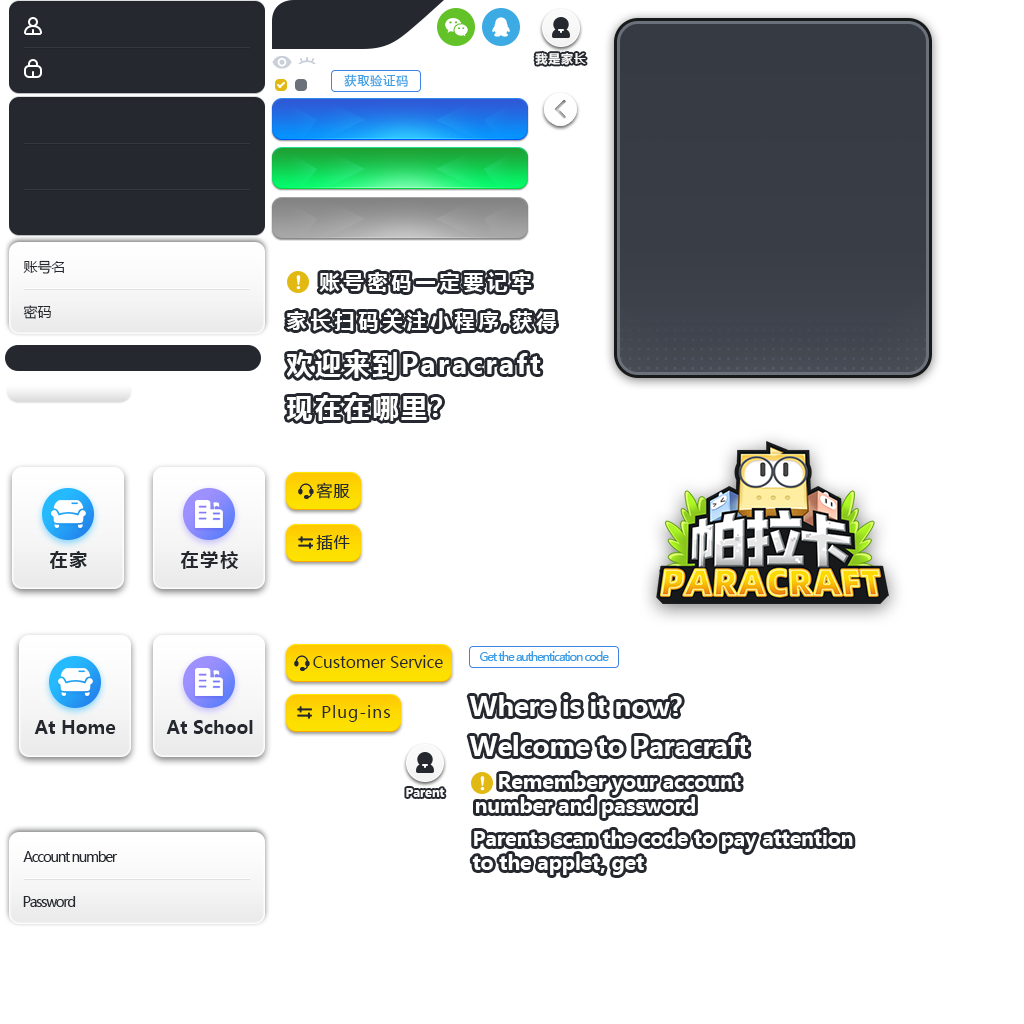 我是家长
获取验证码
账号名
密码
账号密码一定要记牢
家长扫码关注小程序,获得
欢迎来到Paracraft
现在在哪里?
在家
在学校
客服
插件
帕拉卡
PARACRAFT
At Home
At School
Customer Service
Plug-ins
Parent
Get the authentication code
Where is it now?
Welcome to Paracraft
Remember your account
number and password
Parents scan the code to pay attention
to the applet, get
Account number
Password